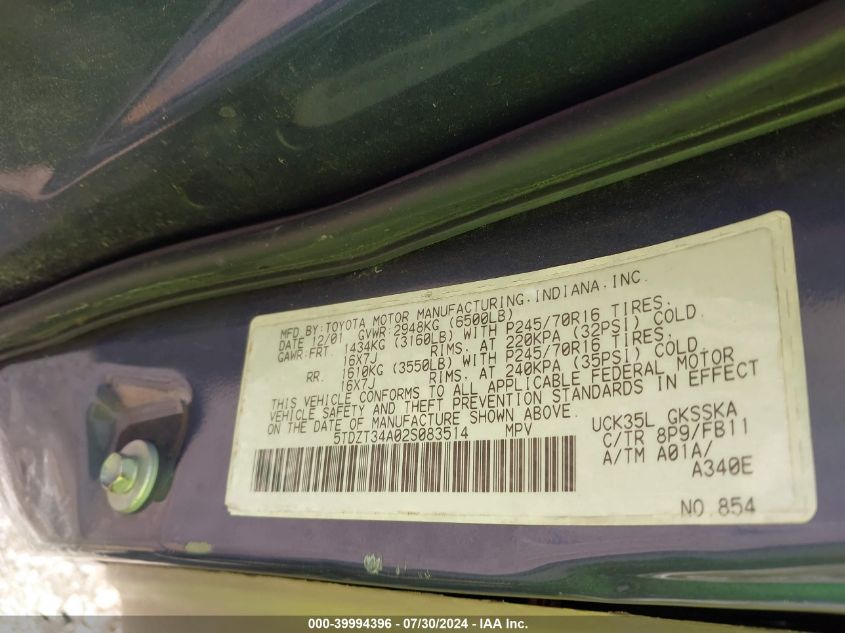 MFD.BY:TOYOTA MOTOR MANUFACTURING,INDIANA,INC.
DATE 12/01 GVWR:2948KG (6500LB)
GAWR:FRT. 1434KG (3160LB) WITH P245/70R16 TIRES.
16X7J RIMS. AT 220KPA (32PSI) COLD.
RR. 1610KG (3550LB) WITH P245/70R16 TIRES.
16X7J RIMS. AT 240KPA (35PSI) COLD.
THIS VEHICLE CONFORMS TO ALL APPLICABLE FEDERAL MOTOR
VEHICLE SAFETY AND THEFT PREVENTION STANDARDS IN EFFECT
ON THE DATE OF MANUFACTURE SHOWN ABOVE.
5TDZT34A02S083514 MPV
UCK35L GKSSKA
C/TR 8P9/FB11
A/TM A01A/
A340E
NO.854
000-39994396 - 07/30/2024 - IAA Inc.